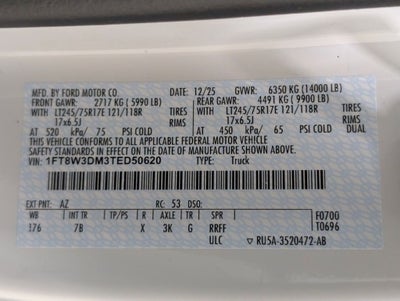 MFD. BY FORD MOTOR CO. 12/25 GVWR: 6350 KG (14000 LB)
FRONT GAWR: 2717 KG (5990 LB) REAR GAWR: 4491 KG (9900 LB)
LT245/75R17E 121/118R TIRES LT245/75R17E 121/118R TIRES
17x6.5J RIMS 17x6.5J RIMS
AT 520 kPa/ 75 PSI COLD AT 450 kPa/ 65 PSI COLD/DUAL
THIS VEHICLE CONFORMS TO ALL APPLICABLE FEDERAL MOTOR VEHICLE
SAFETY STANDARDS IN EFFECT ON THE DATE OF MANUFACTURE SHOWN ABOVE.
VIN: 1FT8W3DM3TED50620 TYPE: Truck
EXT PNT: AZ RC: 53 DSO:
WB INT TR TP/PS R AXLE TR SPR F0700
176 7B X 3K G RRFF T0696
ULC ▽ RU5A-3520472-AB